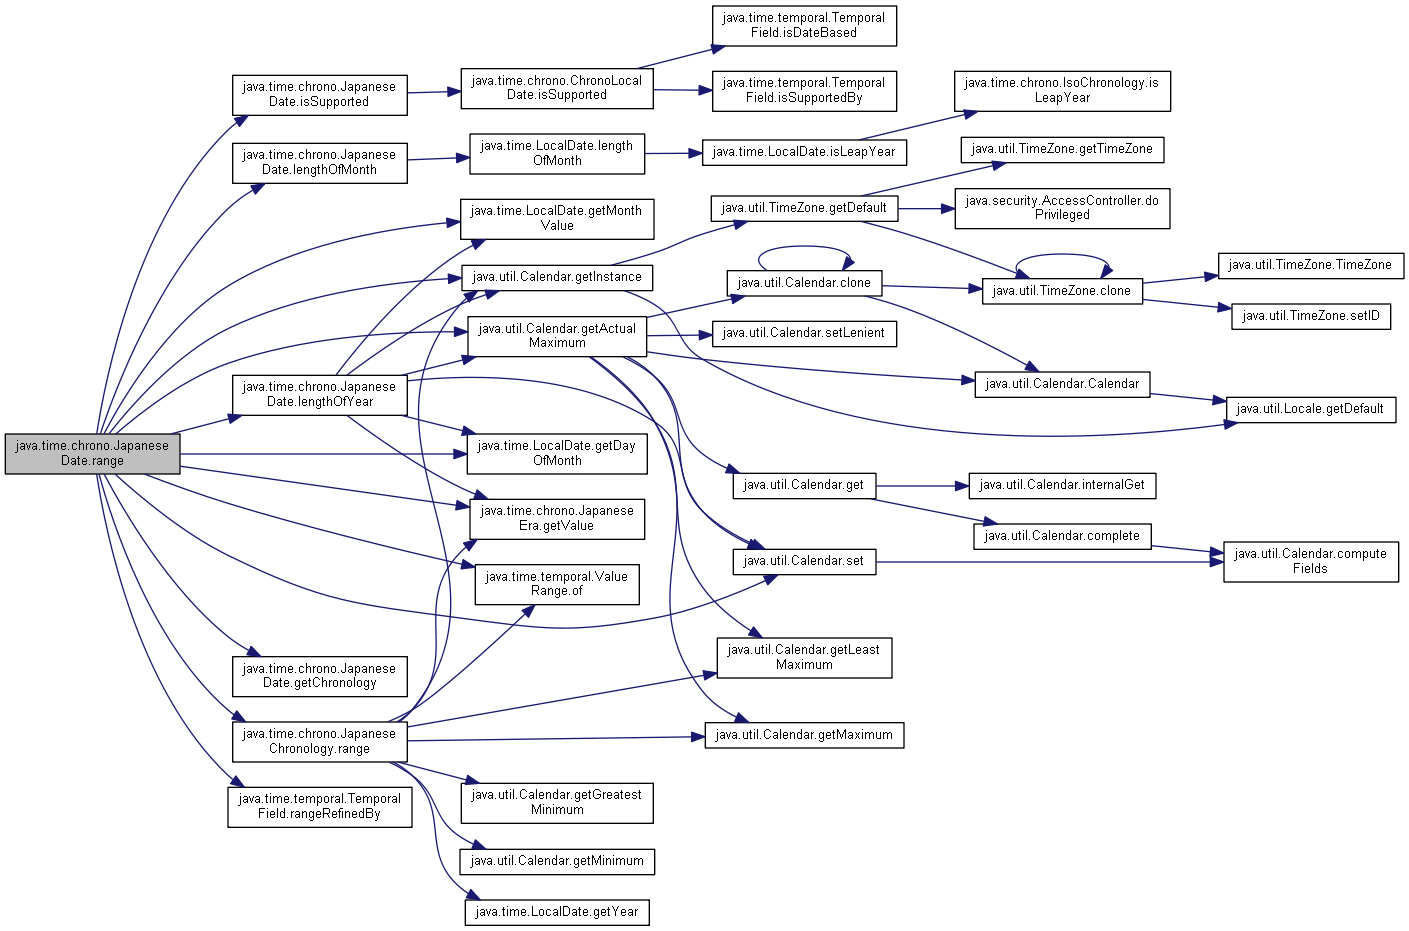 java.time.temporal.Temporal
Field.isDateBased
java.time.chrono.Japanese
Date.isSupported
java.time.chrono.ChronoLocal
Date.isSupported
java.time.temporal.Temporal
Field.isSupportedBy
java.time.chrono.IsoChronology.is
LeapYear
java.time.chrono.Japanese
Date.lengthOfMonth
java.time.LocalDate.length
OfMonth
java.time.LocalDate.isLeapYear
java.util.TimeZone.getTimeZone
java.time.LocalDate.getMonth
Value
java.util.TimeZone.getDefault
java.security.AccessController.do
Privileged
java.util.Calendar.getInstance
java.util.Calendar.clone
java.util.TimeZone.clone
java.util.TimeZone.TimeZone
java.util.TimeZone.setID
java.util.Calendar.getActual
Maximum
java.util.Calendar.setLenient
java.time.chrono.Japanese
Date.lengthOfYear
java.util.Calendar.Calendar
java.util.Locale.getDefault
java.time.chrono.Japanese
Date.range
java.time.LocalDate.getDay
OfMonth
java.util.Calendar.get
java.util.Calendar.internalGet
java.time.chrono.Japanese
Era.getValue
java.util.Calendar.complete
java.util.Calendar.compute
Fields
java.util.Calendar.set
java.time.temporal.Value
Range.of
java.util.Calendar.getLeast
Maximum
java.time.chrono.Japanese
Date.getChronology
java.time.chrono.Japanese
Chronology.range
java.util.Calendar.getMaximum
java.time.temporal.Temporal
Field.rangeRefinedBy
java.util.Calendar.getGreatest
Minimum
java.util.Calendar.getMinimum
java.time.LocalDate.getYear